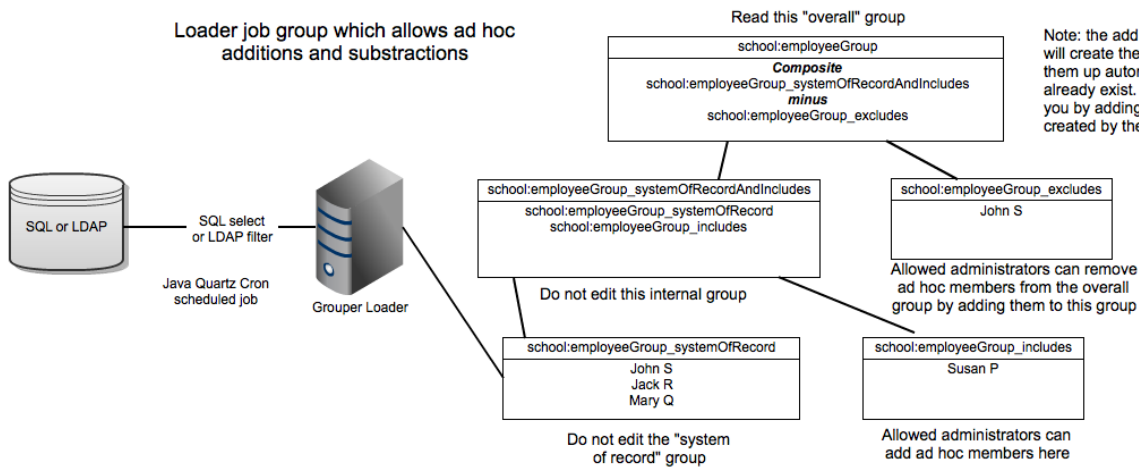 Loader job group which allows ad hoc
additions and substractions
Read this "overall" group
school:employeeGroup
Composite
school:employeeGroup_systemOfRecordAndIncludes
minus
school:employeeGroup_excludes
Note: the add
will create the
them up autor
already exist.
you by adding
created by the
SQL or LDAP
SQL select
or LDAP filter
Java Quartz Cron
scheduled job
Grouper Loader
school:employeeGroup_systemOfRecordAndIncludes
school:employeeGroup_systemOfRecord
school:employeeGroup_includes
Do not edit this internal group
school:employeeGroup_excludes
John S
Allowed administrators can remove
ad hoc members from the overall
group by adding them to this group
school:employeeGroup_systemOfRecord
John S
Jack R
Mary Q
Do not edit the "system
of record" group
school:employeeGroup_includes
Susan P
Allowed administrators can
add ad hoc members here